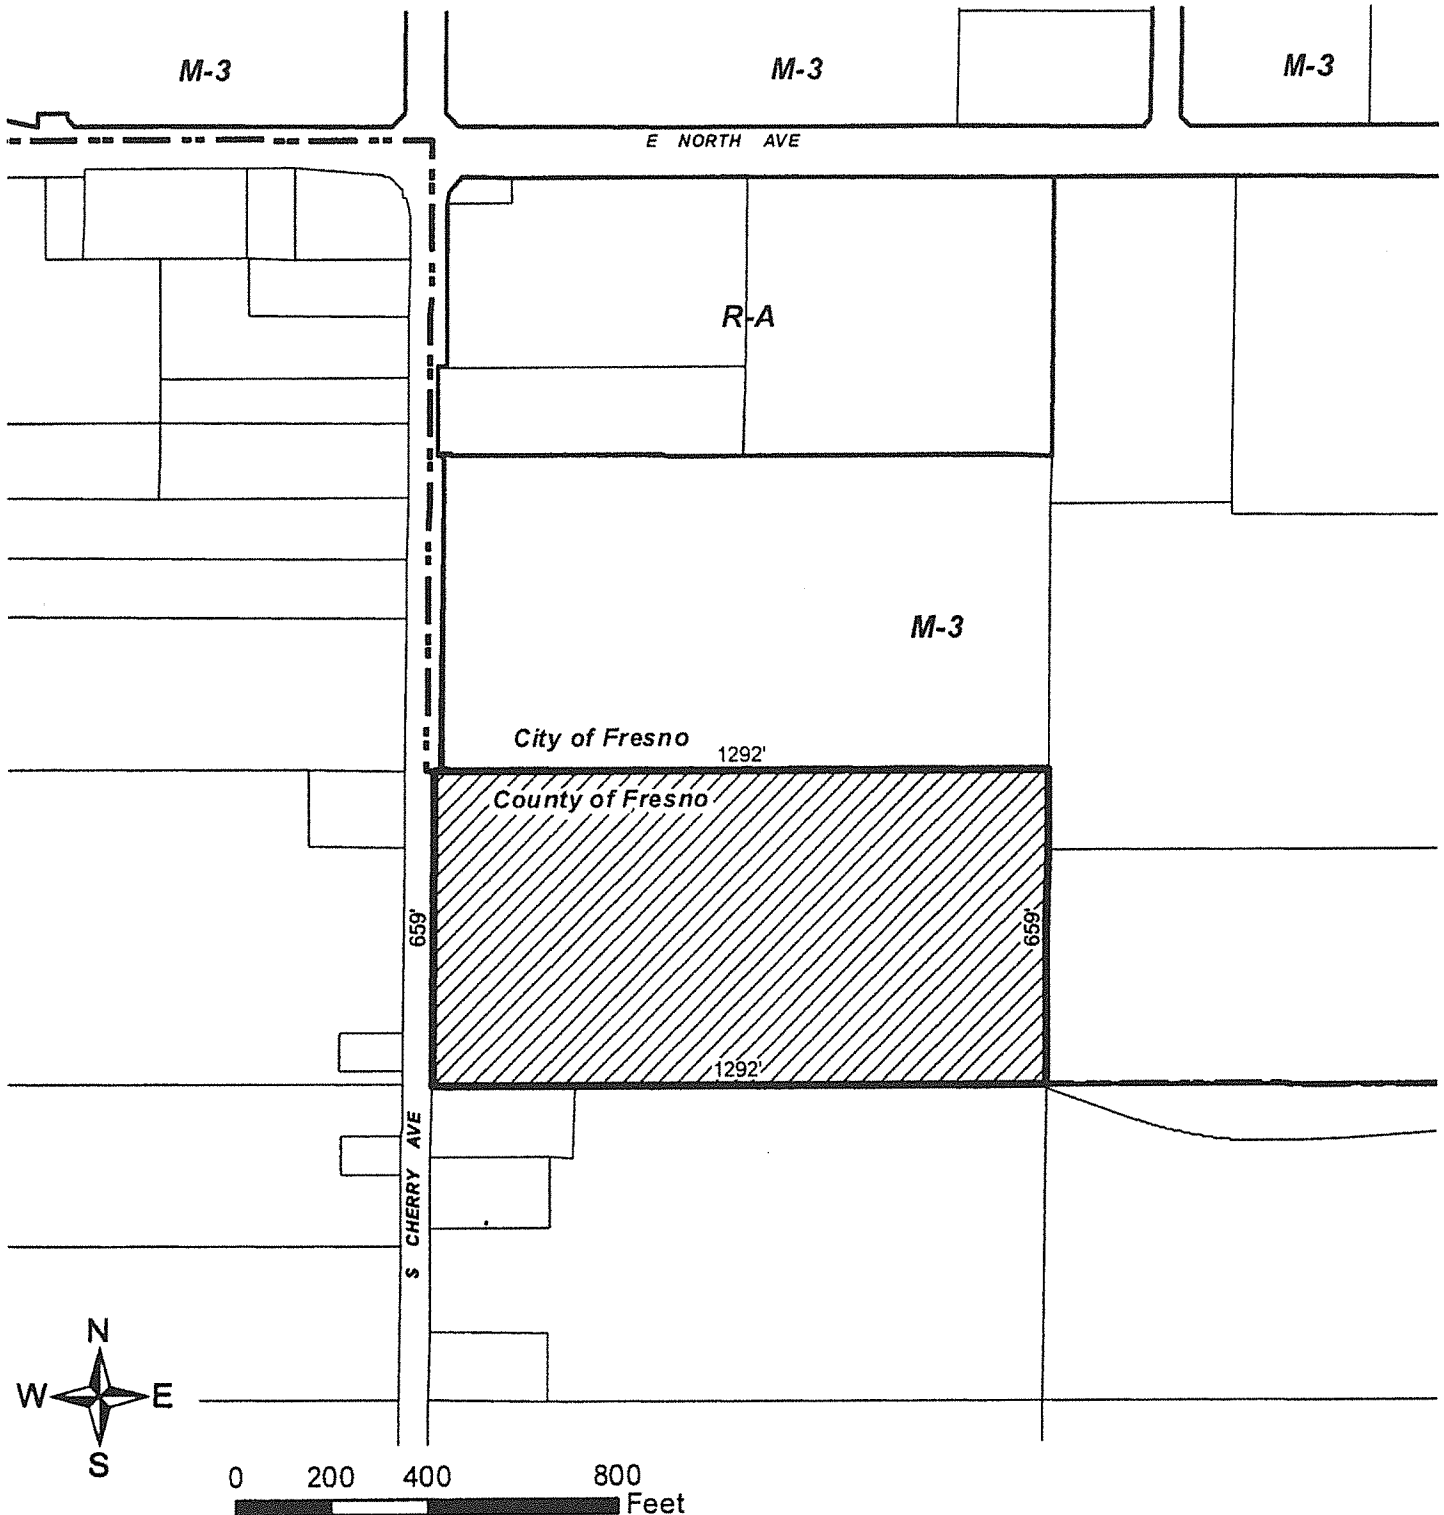 M-3
M-3
M-3
E NORTH AVE
R-A
M-3
City of Fresno
1292'
County of Fresno
659'
659'
1292'
S CHERRY AVE
N
W
E
S
0 200 400 800
Feet